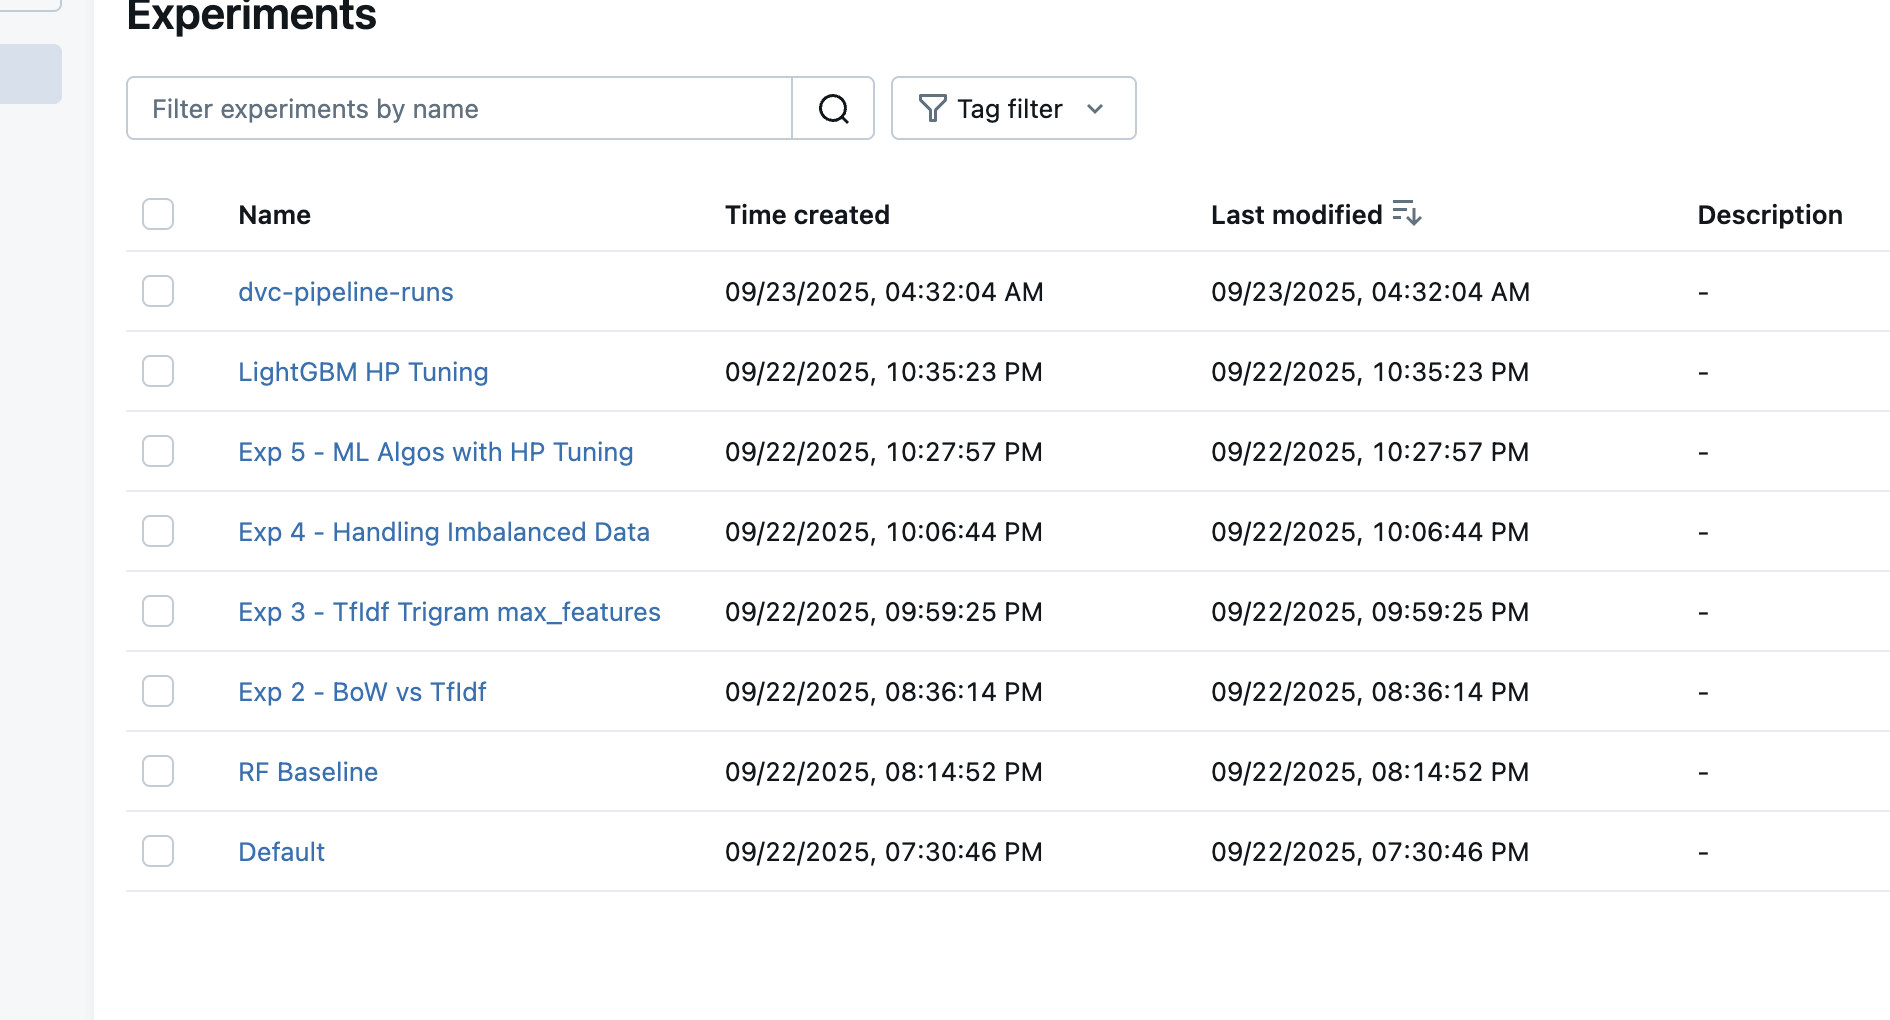 Experiments
Filter experiments by name
Tag filter
Name Time created Last modified Description
dvc-pipeline-runs 09/23/2025, 04:32:04 AM 09/23/2025, 04:32:04 AM -
LightGBM HP Tuning 09/22/2025, 10:35:23 PM 09/22/2025, 10:35:23 PM -
Exp 5 - ML Algos with HP Tuning 09/22/2025, 10:27:57 PM 09/22/2025, 10:27:57 PM -
Exp 4 - Handling Imbalanced Data 09/22/2025, 10:06:44 PM 09/22/2025, 10:06:44 PM -
Exp 3 - TfIdf Trigram max_features 09/22/2025, 09:59:25 PM 09/22/2025, 09:59:25 PM -
Exp 2 - BoW vs TfIdf 09/22/2025, 08:36:14 PM 09/22/2025, 08:36:14 PM -
RF Baseline 09/22/2025, 08:14:52 PM 09/22/2025, 08:14:52 PM -
Default 09/22/2025, 07:30:46 PM 09/22/2025, 07:30:46 PM -